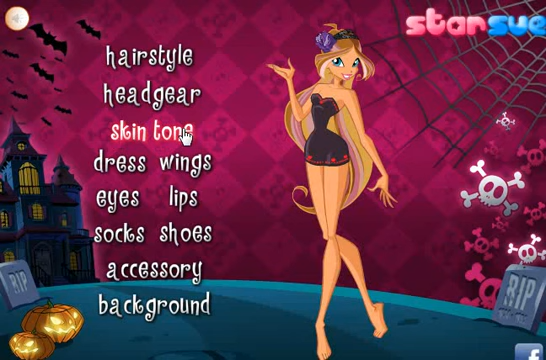 starsue
hairstyle
headgear
skin tone
dress wings
eyes lips
socks shoes
accessory
background
RIP
RIP
f